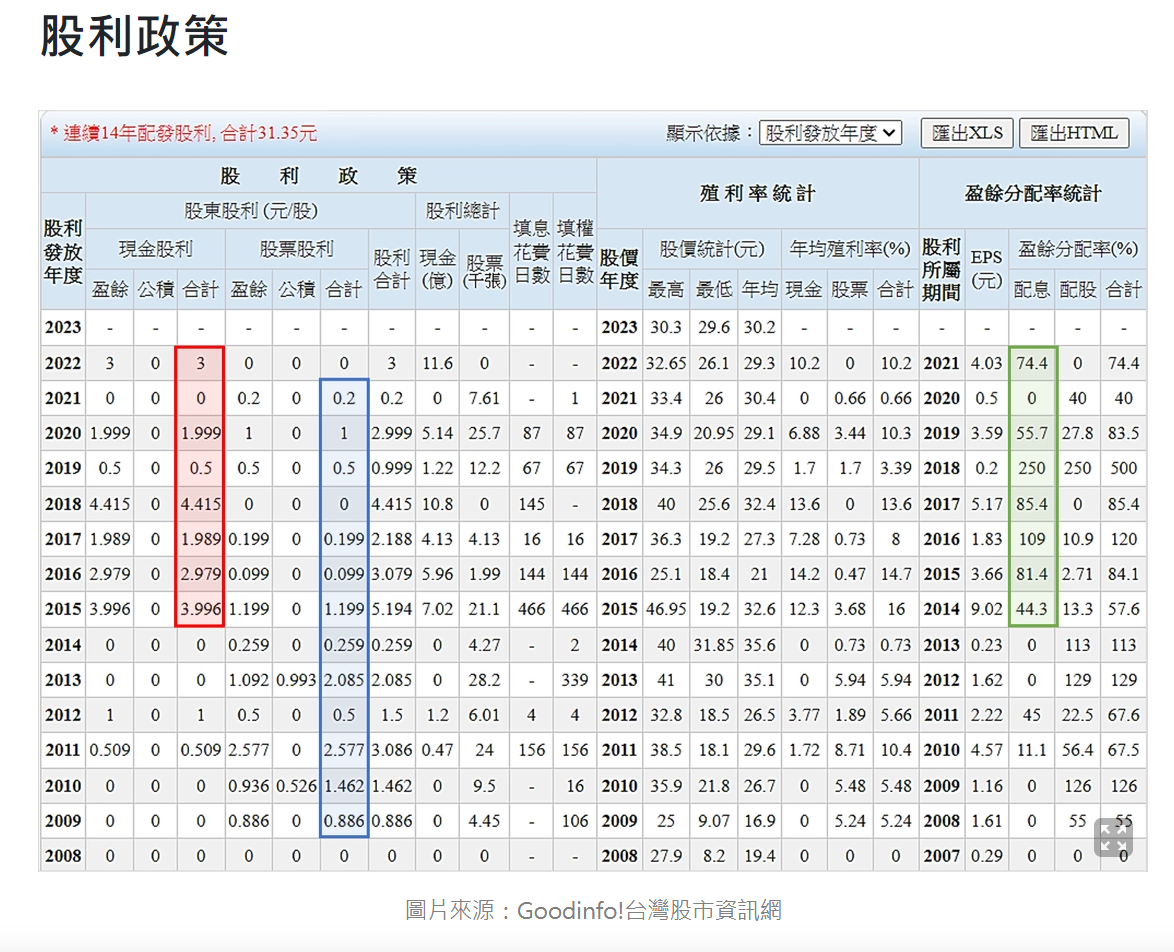 股利政策
* 連續14年配發股利, 合計31.35元 顯示依據：股利發放年度 匯出XLS 匯出HTML
股 利 政 策 殖利率統計 盈餘分配率統計
股利發放年度 股東股利 (元/股) 股利總計 填息花費日數 填權花費日數 股價年度 股價統計(元) 年均殖利率(%) 股利所屬期間 EPS(元) 盈餘分配率(%)
現金股利 股票股利 股利合計 現金(億) 股票(千張)
盈餘 公積 合計 盈餘 公積 合計 最高 最低 年均 現金 股票 合計 配息 配股 合計
2023 - - - - - - - - - - - 2023 30.3 29.6 30.2 - - - - - - - -
2022 3 0 3 0 0 0 3 11.6 0 - - 2022 32.65 26.1 29.3 10.2 0 10.2 2021 4.03 74.4 0 74.4
2021 0 0 0 0.2 0 0.2 0.2 0 7.61 - 1 2021 33.4 26 30.4 0 0.66 0.66 2020 0.5 0 40 40
2020 1.999 0 1.999 1 0 1 2.999 5.14 25.7 87 87 2020 34.9 20.95 29.1 6.88 3.44 10.3 2019 3.59 55.7 27.8 83.5
2019 0.5 0 0.5 0.5 0 0.5 0.999 1.22 12.2 67 67 2019 34.3 26 29.5 1.7 1.7 3.39 2018 0.2 250 250 500
2018 4.415 0 4.415 0 0 0 4.415 10.8 0 145 - 2018 40 25.6 32.4 13.6 0 13.6 2017 5.17 85.4 0 85.4
2017 1.989 0 1.989 0.199 0 0.199 2.188 4.13 4.13 16 16 2017 36.3 19.2 27.3 7.28 0.73 8 2016 1.83 109 10.9 120
2016 2.979 0 2.979 0.099 0 0.099 3.079 5.96 1.99 144 144 2016 25.1 18.4 21 14.2 0.47 14.7 2015 3.66 81.4 2.71 84.1
2015 3.996 0 3.996 1.199 0 1.199 5.194 7.02 21.1 466 466 2015 46.95 19.2 32.6 12.3 3.68 16 2014 9.02 44.3 13.3 57.6
2014 0 0 0 0.259 0 0.259 0.259 0 4.27 - 2 2014 40 31.85 35.6 0 0.73 0.73 2013 0.23 0 113 113
2013 0 0 0 1.092 0.993 2.085 2.085 0 28.2 - 339 2013 41 30 35.1 0 5.94 5.94 2012 1.62 0 129 129
2012 1 0 1 0.5 0 0.5 1.5 1.2 6.01 4 4 2012 32.8 18.5 26.5 3.77 1.89 5.66 2011 2.22 45 22.5 67.6
2011 0.509 0 0.509 2.577 0 2.577 3.086 0.47 24 156 156 2011 38.5 18.1 29.6 1.72 8.71 10.4 2010 4.57 11.1 56.4 67.5
2010 0 0 0 0.936 0.526 1.462 1.462 0 9.5 - 16 2010 35.9 21.8 26.7 0 5.48 5.48 2009 1.16 0 126 126
2009 0 0 0 0.886 0 0.886 0.886 0 4.45 - 106 2009 25 9.07 16.9 0 5.24 5.24 2008 1.61 0 55 55
2008 0 0 0 0 0 0 0 0 0 - - 2008 27.9 8.2 19.4 0 0 0 2007 0.29 0 0 0
圖片來源：Goodinfo!台灣股市資訊網